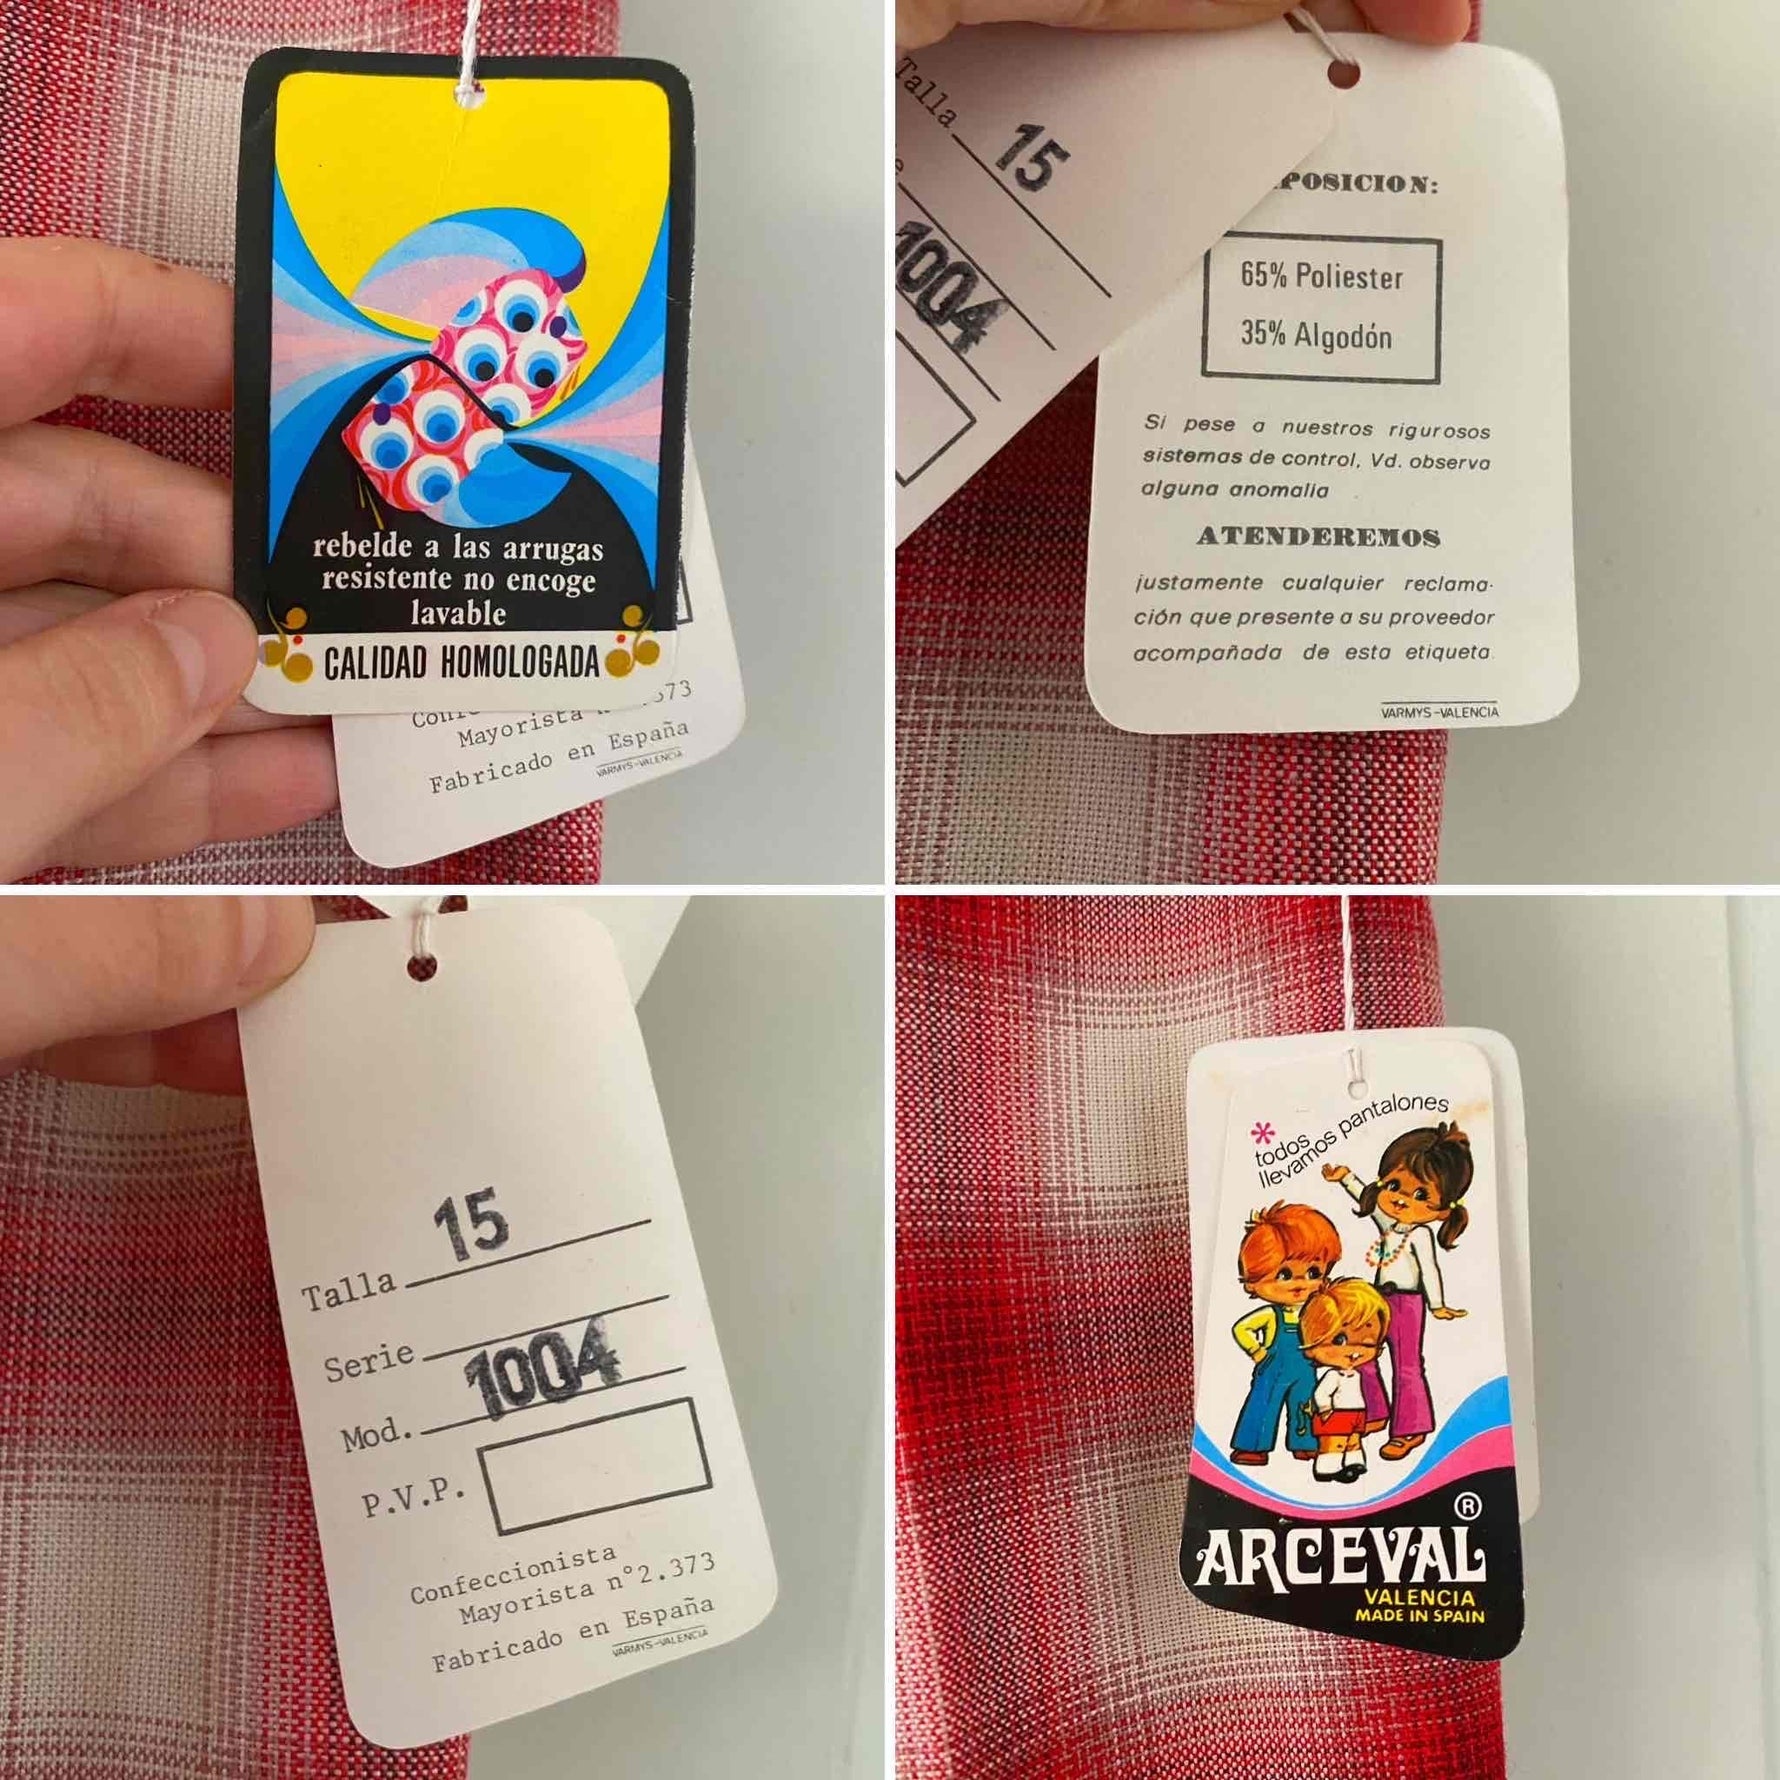 rebelde a las arrugas
resistente no encoge
lavable
CALIDAD HOMOLOGADA
Mayorista
Fabricado en España
VARMYS-VALENCIA
Talla 15
1004
POSICION:
65% Poliester
35% Algodón
Si pese a nuestros rigurosos
sistemas de control, Vd. observa
alguna anomalia
ATENDEREMOS
justamente cualquier reclama-
ción que presente a su proveedor
acompañada de esta etiqueta.
VARMYS-VALENCIA
Talla 15
Serie
Mod. 1004
P.V.P.
Confeccionista
Mayorista n° 2.373
Fabricado en España
VARMYS-VALENCIA
* todos
llevamos pantalones
ARCEVAL ®
VALENCIA
MADE IN SPAIN